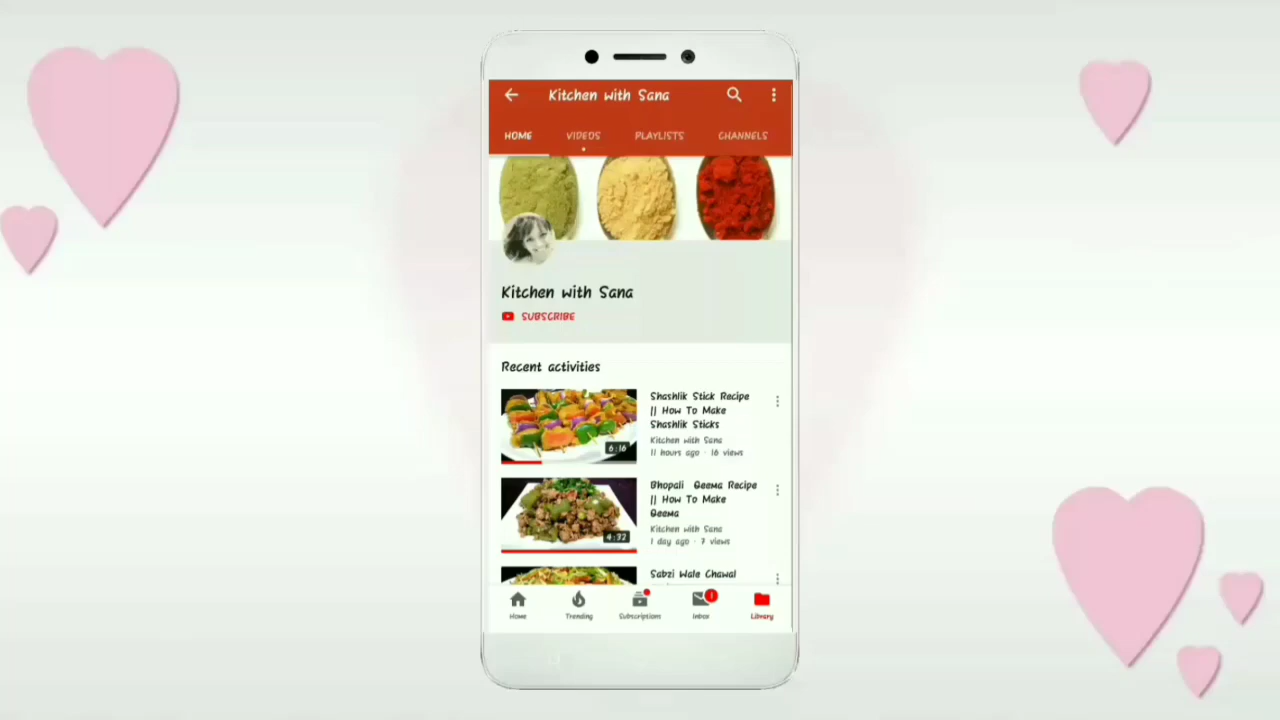 Kitchen with Sana
HOME VIDEOS PLAYLISTS CHANNELS
Kitchen with Sana
SUBSCRIBE
Recent activities
Shashlik Stick Recipe
|| How To Make
Shashlik Sticks
Kitchen with Sana
11 hours ago · 16 views
6:16
Bhopali Qeema Recipe
|| How To Make
Qeema
Kitchen with Sana
1 day ago · 7 views
4:32
Sabzi Wale Chawal
Home Trending Subscriptions Inbox 1 Library